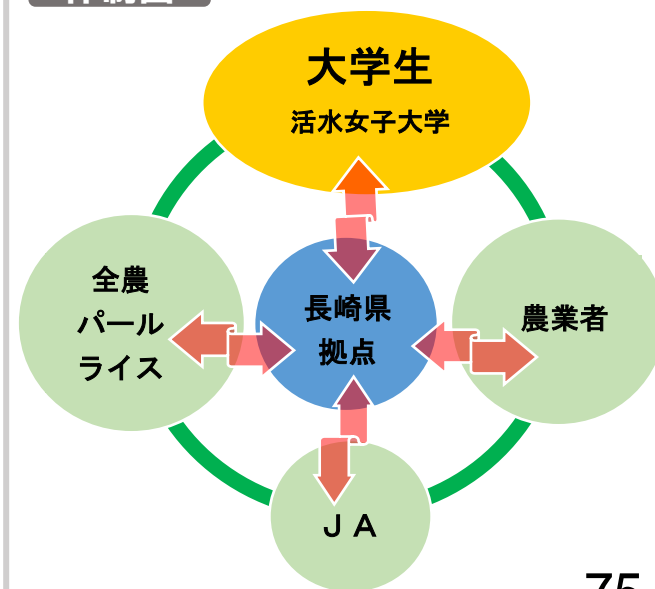 大学生
活水女子大学
全農
パール
ライス
長崎県
拠点
農業者
ＪＡ